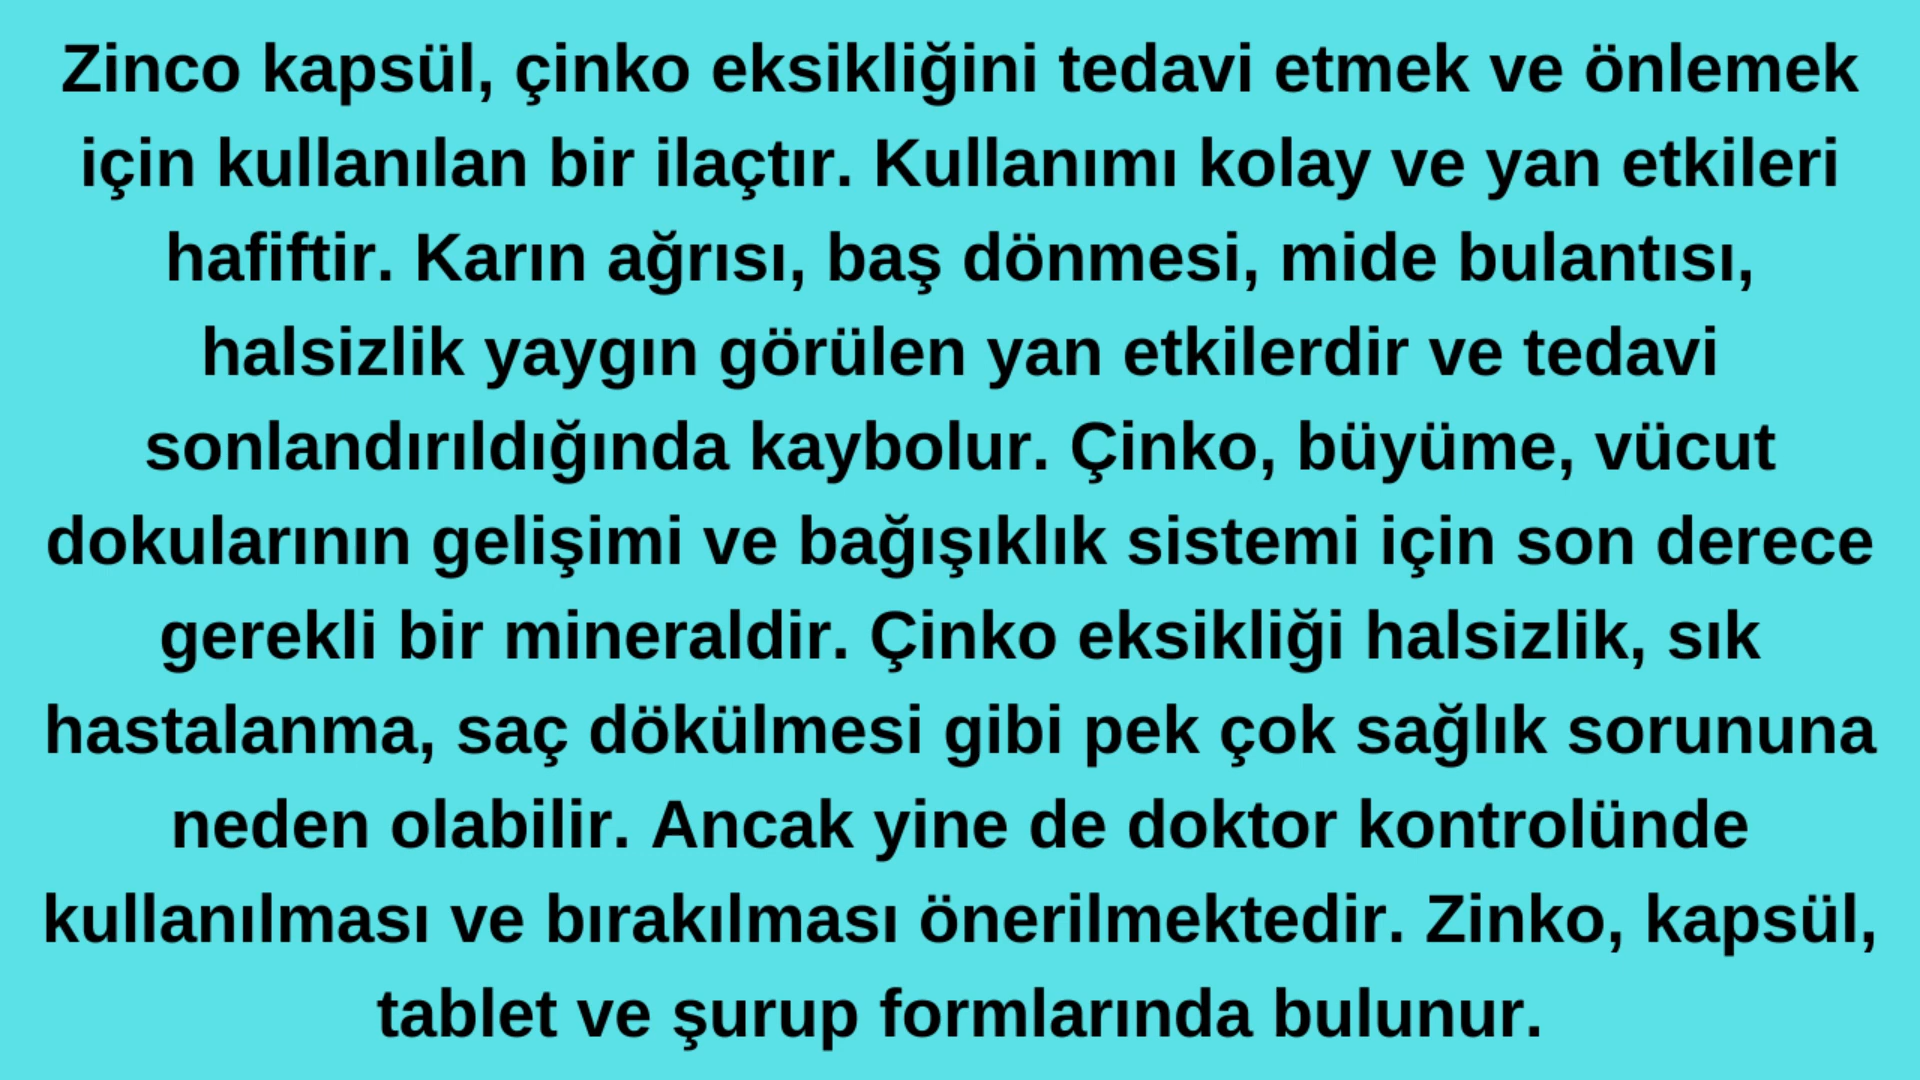 Zinco kapsül, çinko eksikliğini tedavi etmek ve önlemek
için kullanılan bir ilaçtır. Kullanımı kolay ve yan etkileri
hafiftir. Karın ağrısı, baş dönmesi, mide bulantısı,
halsizlik yaygın görülen yan etkilerdir ve tedavi
sonlandırıldığında kaybolur. Çinko, büyüme, vücut
dokularının gelişimi ve bağışıklık sistemi için son derece
gerekli bir mineraldir. Çinko eksikliği halsizlik, sık
hastalanma, saç dökülmesi gibi pek çok sağlık sorununa
neden olabilir. Ancak yine de doktor kontrolünde
kullanılması ve bırakılması önerilmektedir. Zinko, kapsül,
tablet ve şurup formlarında bulunur.